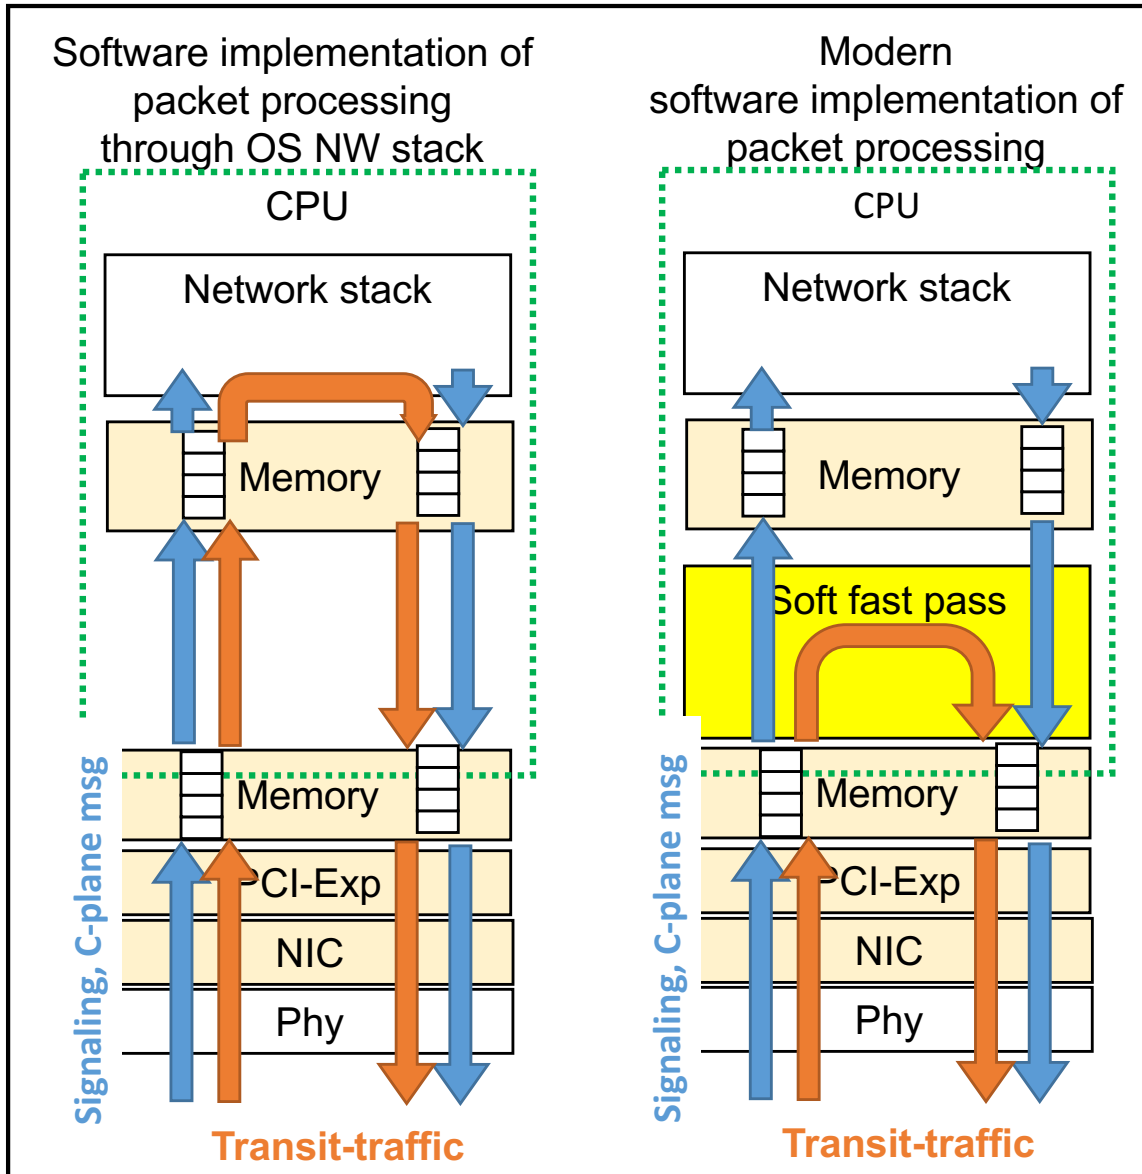 Software implementation of
packet processing
through OS NW stack
CPU
Network stack
Memory
Memory
PCI-Exp
NIC
Phy
Signaling, C-plane msg
Transit-traffic
Modern
software implementation of
packet processing
CPU
Network stack
Memory
Soft fast pass
Memory
PCI-Exp
NIC
Phy
Signaling, C-plane msg
Transit-traffic